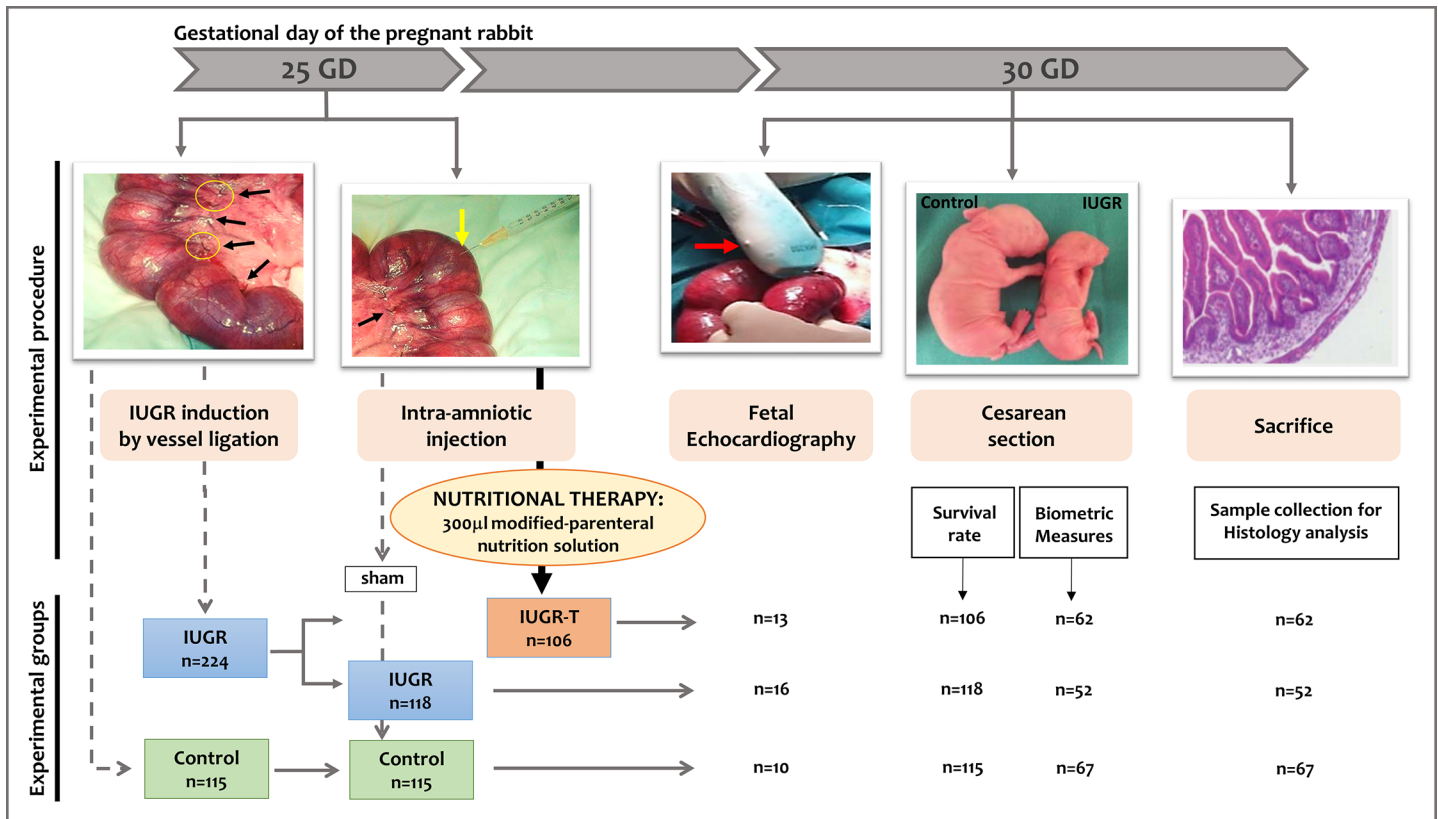 Gestational day of the pregnant rabbit
25 GD
30 GD
Experimental procedure
Control
IUGR
IUGR induction
by vessel ligation
Intra-amniotic
injection
Fetal
Echocardiography
Cesarean
section
Sacrifice
NUTRITIONAL THERAPY:
300µl modified-parenteral
nutrition solution
Survival
rate
Biometric
Measures
Sample collection for
Histology analysis
sham
Experimental groups
IUGR
n=224
IUGR-T
n=106
n=13
n=106
n=62
n=62
IUGR
n=118
n=16
n=118
n=52
n=52
Control
n=115
Control
n=115
n=10
n=115
n=67
n=67